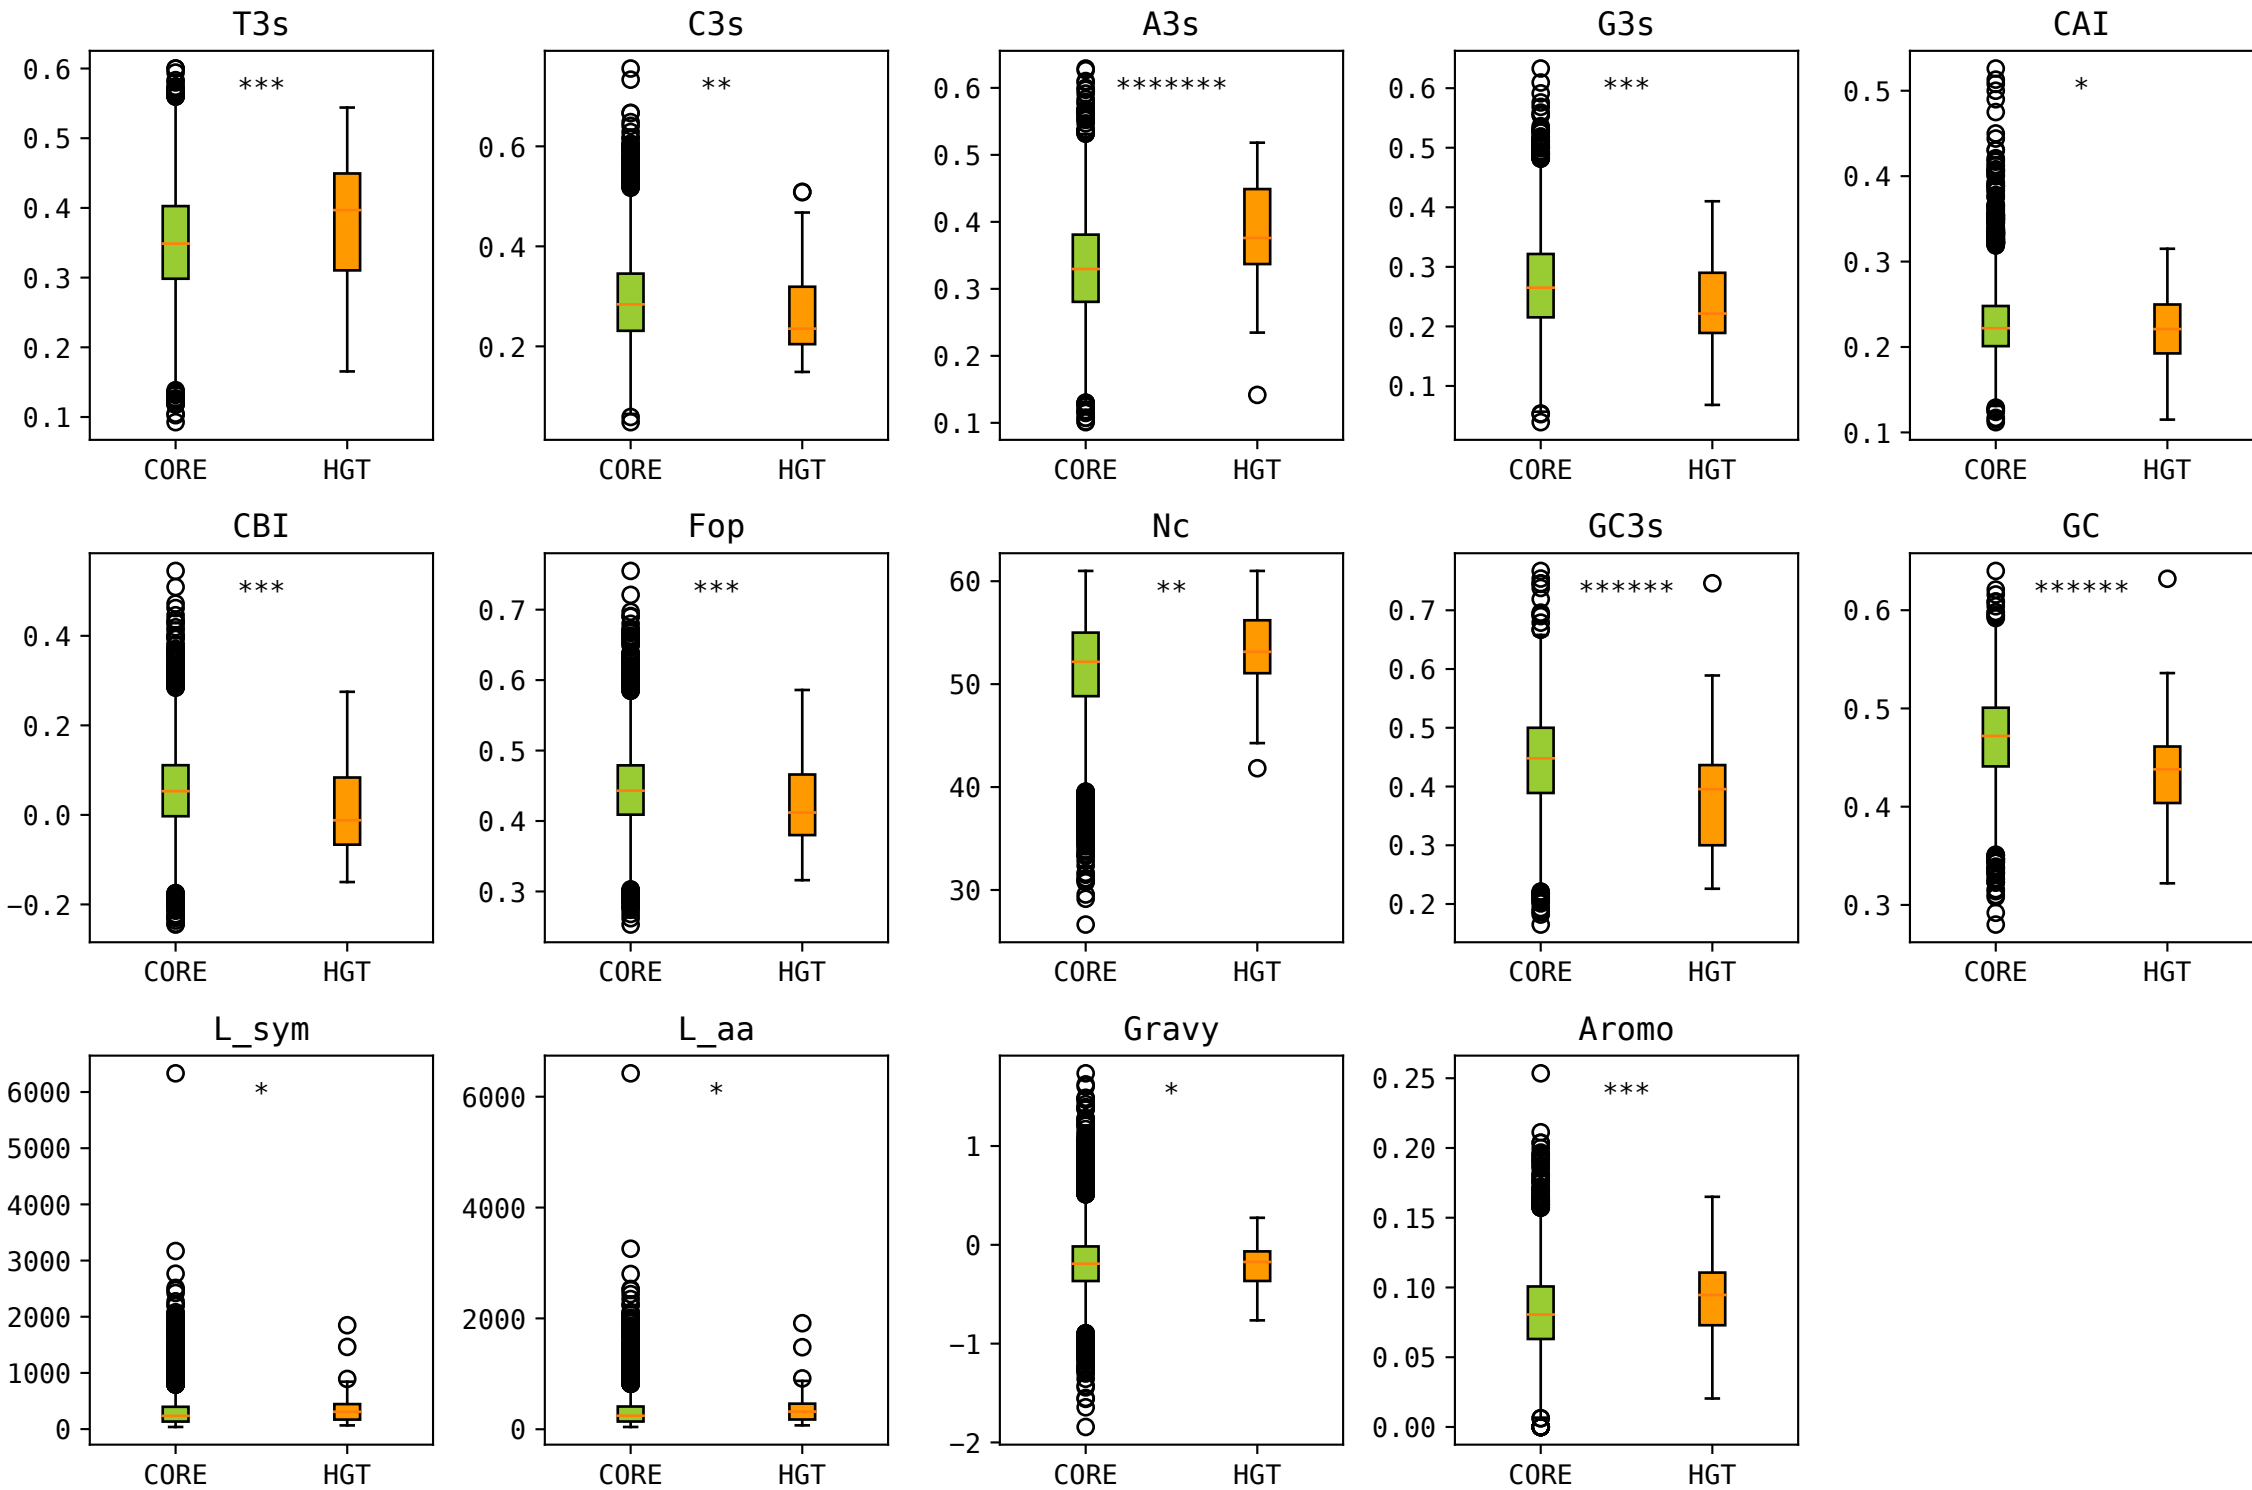 T3s
C3s
A3s
G3s
CAI
0.6
0.5
0.4
0.3
0.2
0.1
***
CORE
HGT
0.6
0.4
0.2
**
CORE
HGT
0.6
0.5
0.4
0.3
0.2
0.1
*******
CORE
HGT
0.6
0.5
0.4
0.3
0.2
0.1
***
CORE
HGT
0.5
0.4
0.3
0.2
0.1
*
CORE
HGT
CBI
Fop
Nc
GC3s
GC
0.4
0.2
0.0
−0.2
***
CORE
HGT
0.7
0.6
0.5
0.4
0.3
***
CORE
HGT
60
50
40
30
**
CORE
HGT
0.7
0.6
0.5
0.4
0.3
0.2
******
CORE
HGT
0.6
0.5
0.4
0.3
******
CORE
HGT
L_sym
L_aa
Gravy
Aromo
6000
5000
4000
3000
2000
1000
0
*
CORE
HGT
6000
4000
2000
0
*
CORE
HGT
1
0
−1
−2
*
CORE
HGT
0.25
0.20
0.15
0.10
0.05
0.00
***
CORE
HGT